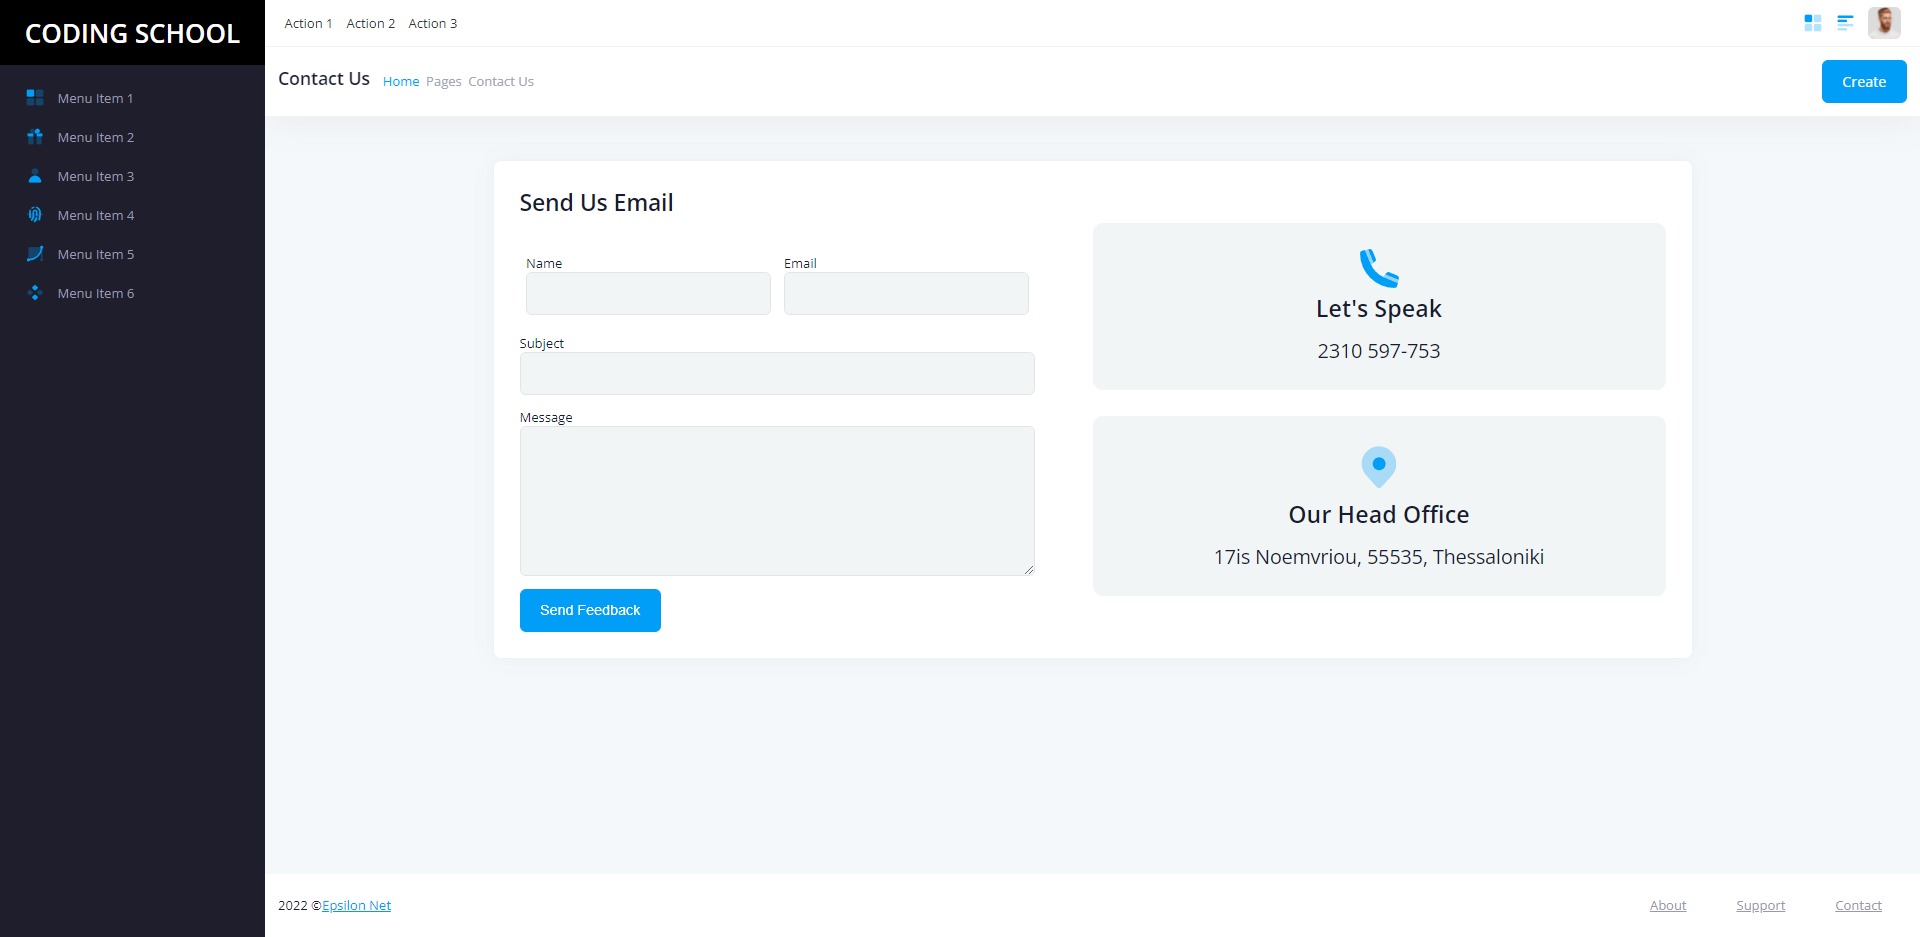 CODING SCHOOL
Menu Item 1
Menu Item 2
Menu Item 3
Menu Item 4
Menu Item 5
Menu Item 6
Action 1 Action 2 Action 3
Contact Us Home Pages Contact Us
Create
Send Us Email
Name Email
Subject
Message
Send Feedback
Let's Speak
2310 597-753
Our Head Office
17is Noemvriou, 55535, Thessaloniki
2022 ©Epsilon Net
About Support Contact